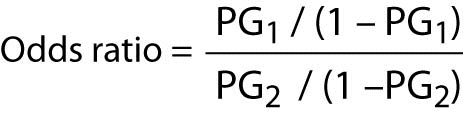 Odds ratio = PG₁ / (1 – PG₁)
PG₂ / (1 –PG₂)